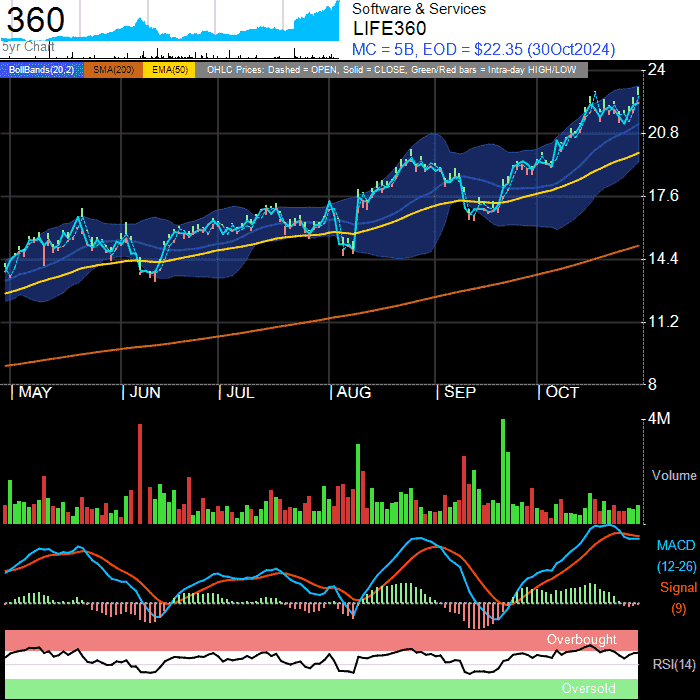 360
5yr Chart
Software & Services
LIFE360
MC = 5B, EOD = $22.35 (30Oct2024)
BollBands(20,2) SMA(200) EMA(50) OHLC Prices: Dashed = OPEN, Solid = CLOSE, Green/Red bars = Intra-day HIGH/LOW
24
20.8
17.6
14.4
11.2
8
MAY JUN JUL AUG SEP OCT
4M
Volume
MACD
(12-26)
Signal
(9)
Overbought
RSI(14)
Oversold